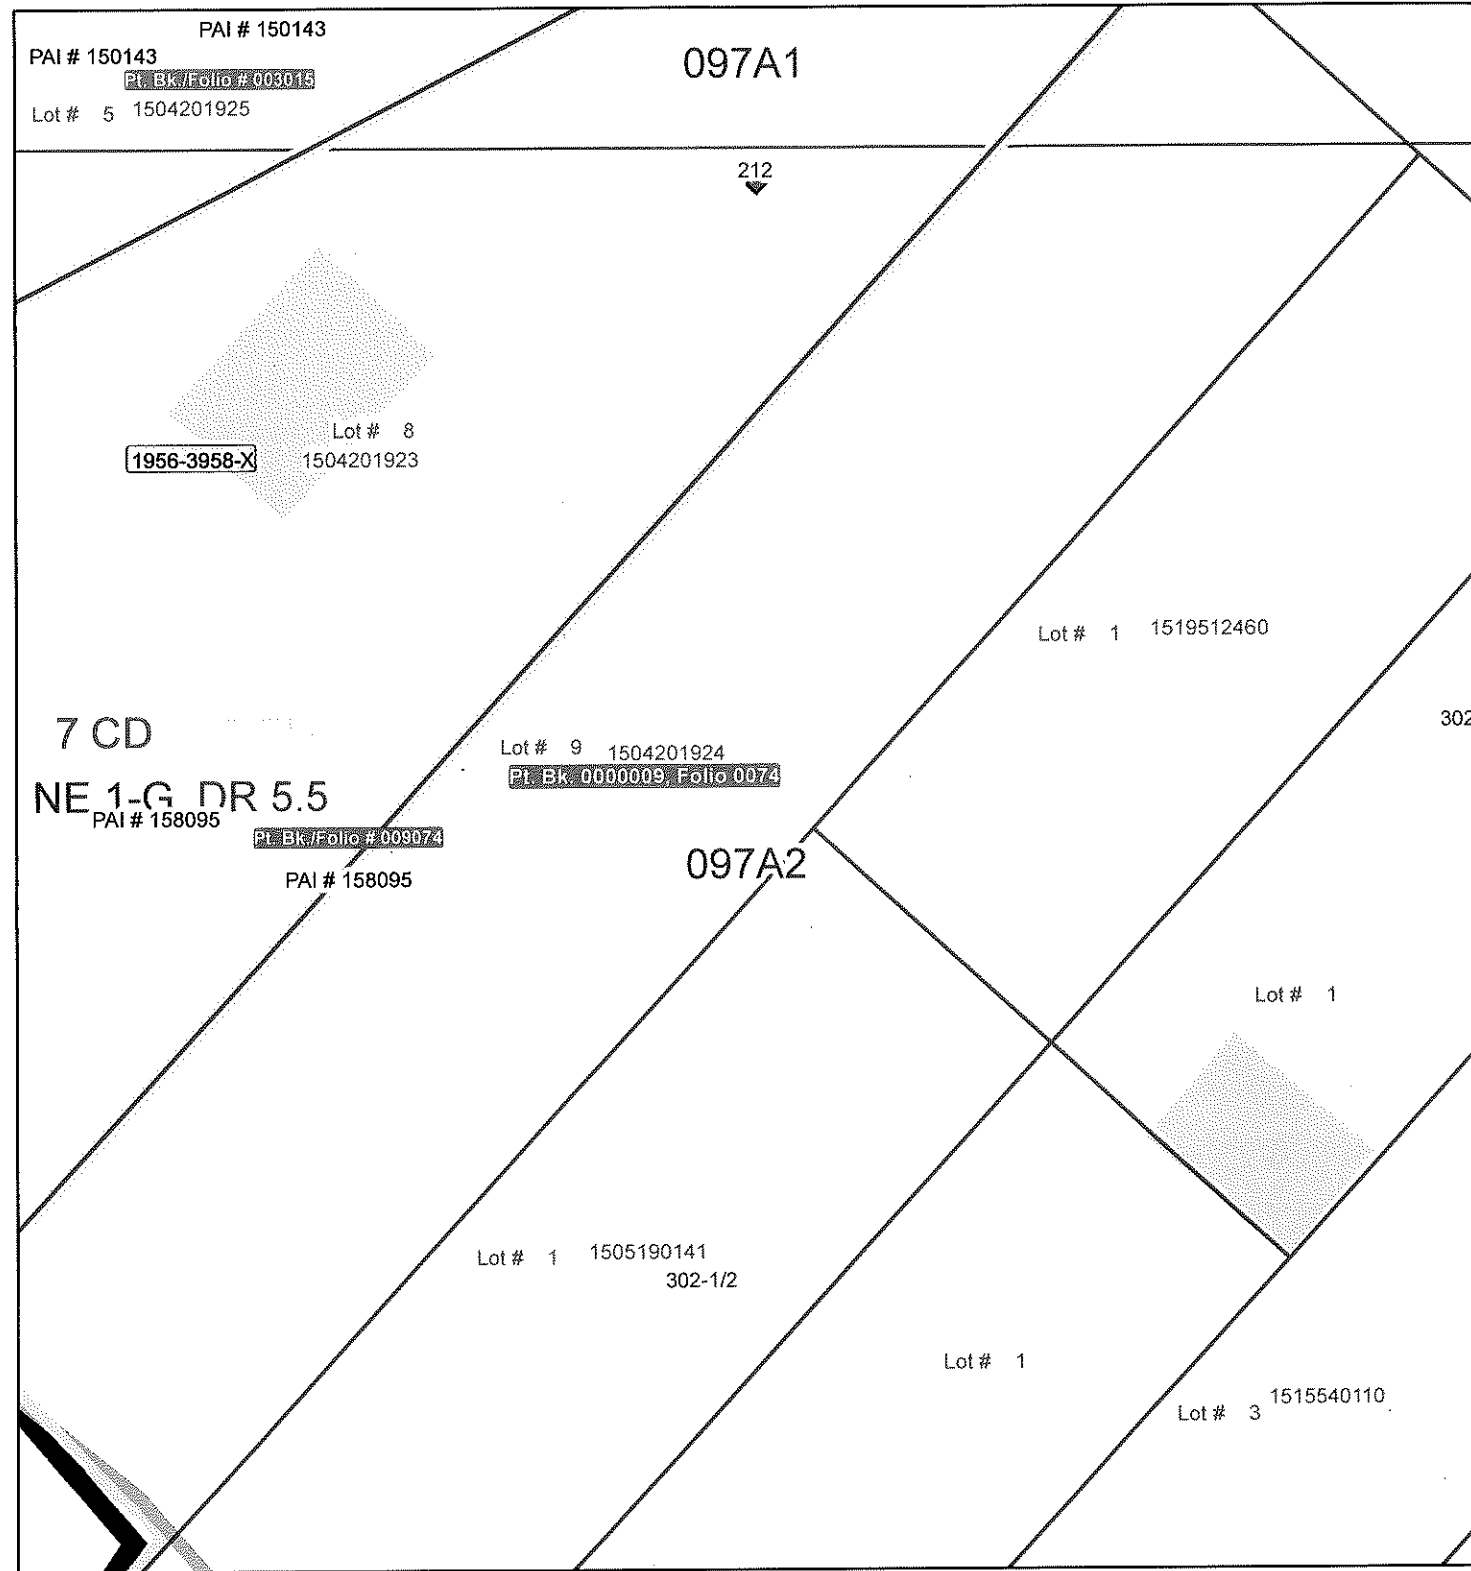 PAI # 150143
PAI # 150143
Pt. Bk./Folio # 003015
Lot # 5 1504201925
097A1
212
Lot # 8
1956-3958-X 1504201923
Lot # 1 1519512460
302
7 CD
Lot # 9 1504201924
Pt. Bk. 0000009, Folio 0074
NE 1-G DR 5.5
PAI # 158095
Pt. Bk./Folio # 009074
097A2
PAI # 158095
Lot # 1
Lot # 1 1505190141
302-1/2
Lot # 1
Lot # 3 1515540110